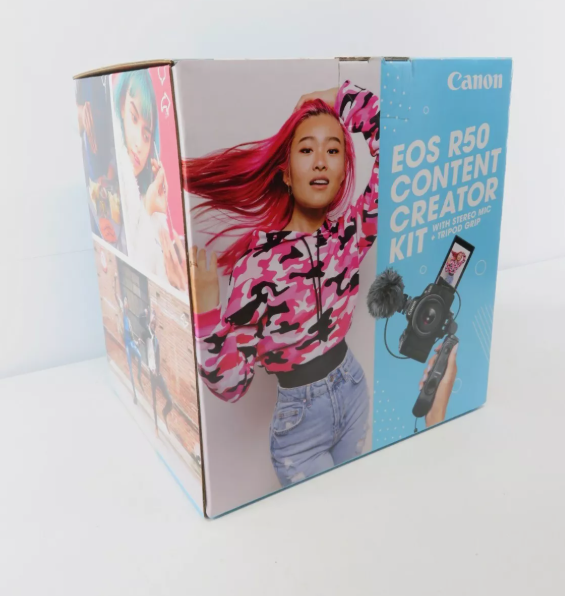 Canon
EOS R50
CONTENT
CREATOR
KIT WITH STEREO MIC
+ TRIPOD GRIP